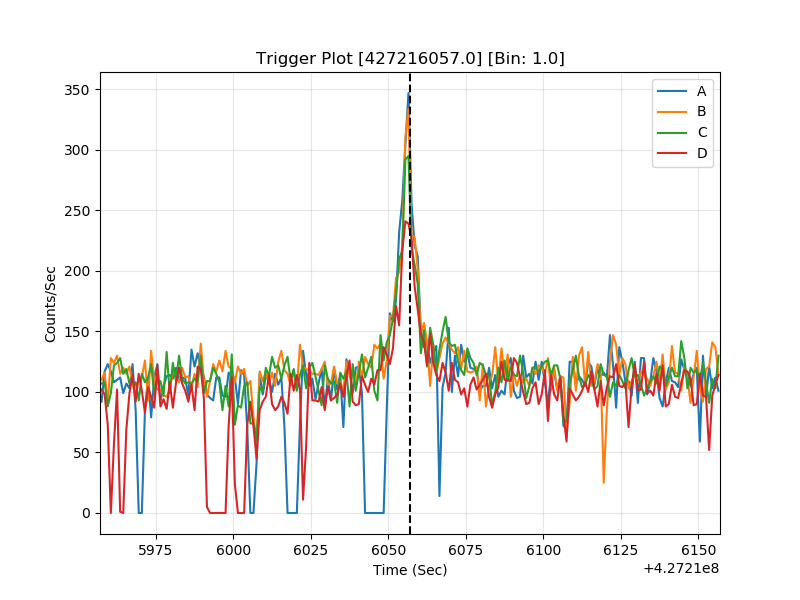 Trigger Plot [427216057.0] [Bin: 1.0]
350
300
250
200
150
100
50
0
Counts/Sec
A
B
C
D
5975 6000 6025 6050 6075 6100 6125 6150
+4.2721e8
Time (Sec)